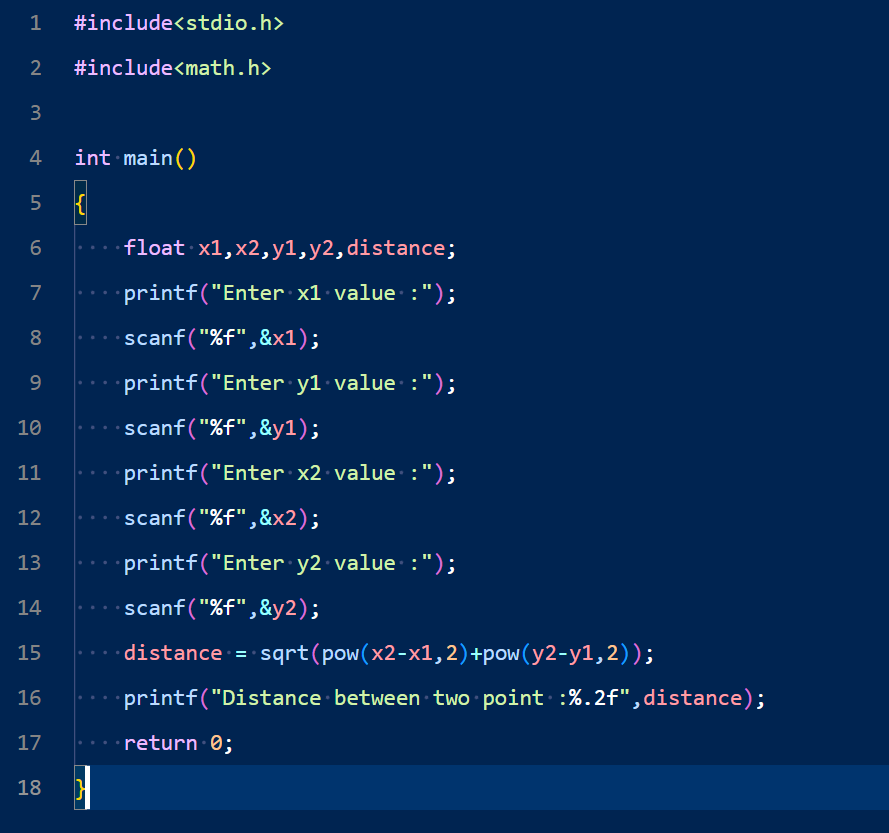 1 #include<stdio.h>
2 #include<math.h>
3
4 int main()
5 {
6     float x1,x2,y1,y2,distance;
7     printf("Enter x1 value :");
8     scanf("%f",&x1);
9     printf("Enter y1 value :");
10     scanf("%f",&y1);
11     printf("Enter x2 value :");
12     scanf("%f",&x2);
13     printf("Enter y2 value :");
14     scanf("%f",&y2);
15     distance = sqrt(pow(x2-x1,2)+pow(y2-y1,2));
16     printf("Distance between two point :%.2f",distance);
17     return 0;
18 }